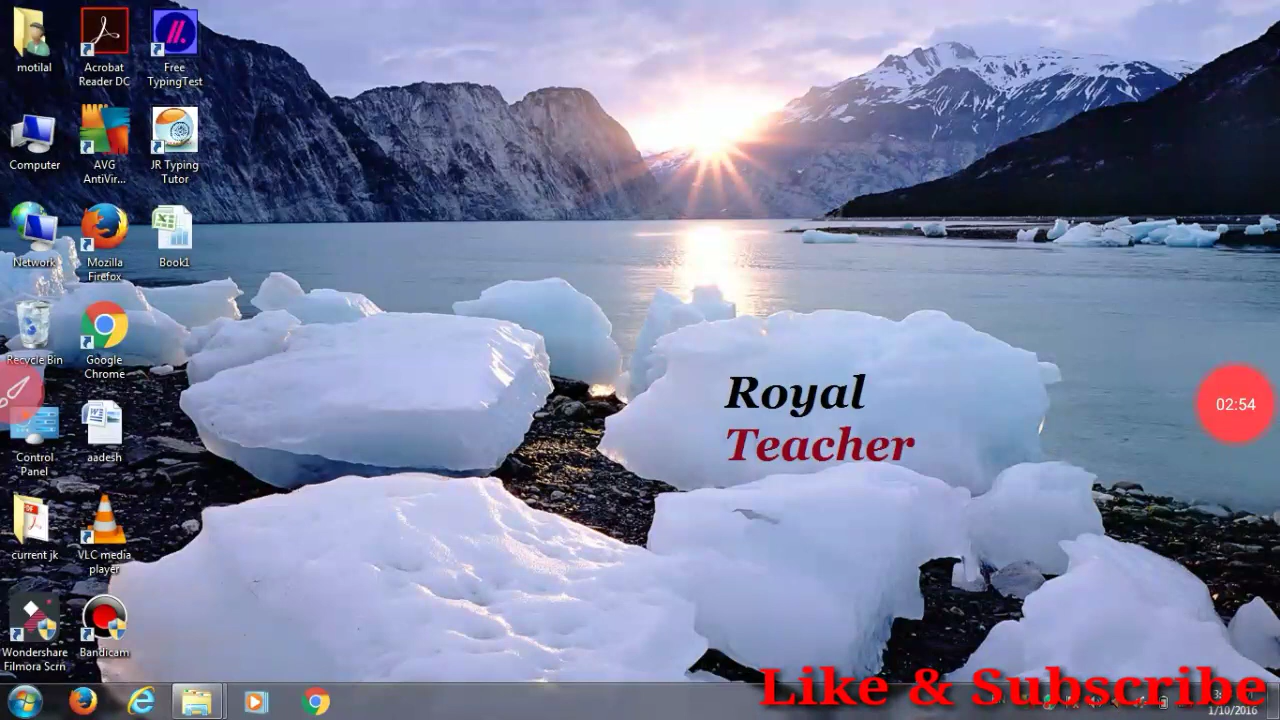 motilal
Acrobat
Reader DC
Free
TypingTest
Computer
AVG
AntiVir...
JR Typing
Tutor
Network
Mozilla
Firefox
Book1
Recycle Bin
Google
Chrome
Control
Panel
aadesh
current jk
VLC media
player
Wondershare
Filmora Scrn
Bandicam
Royal
Teacher
02:54
Like & Subscribe
1/10/2016